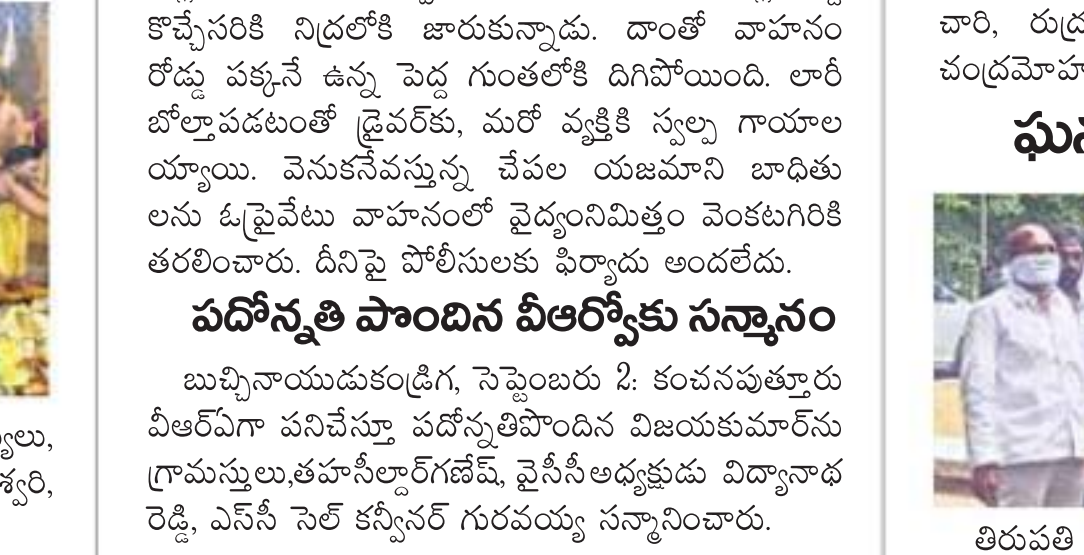 కొచ్చేసరికి నిద్రలోకి జారుకున్నాడు. దాంతో వాహనం
రోడ్డు పక్కనే ఉన్న పెద్ద గుంతలోకి దిగిపోయింది. లారీ
బోల్తాపడటంతో డ్రైవర్‌కు, మరో వ్యక్తికి స్వల్ప గాయాల
య్యాయి. వెనుకనేవస్తున్న చేపల యజమాని బాధితు
లను ఓప్రైవేటు వాహనంలో వైద్యంనిమిత్తం వెంకటగిరికి
తరలించారు. దీనిపై పోలీసులకు ఫిర్యాదు అందలేదు.
పదోన్నతి పొందిన వీఆర్వోకు సన్మానం
బుచ్చినాయుడుకండ్రిగ, సెప్టెంబరు 2: కంచనపుత్తూరు
వీఆర్ఏగా పనిచేస్తూ పదోన్నతిపొందిన విజయకుమార్‌ను
గ్రామస్తులు,తహసీల్దార్‌గణేష్, వైసీసీఅధ్యక్షుడు విద్యానాథ
రెడ్డి, ఎస్‌సీ సెల్ కన్వీనర్ గురవయ్య సన్మానించారు.
చారి,
తిరుపతి